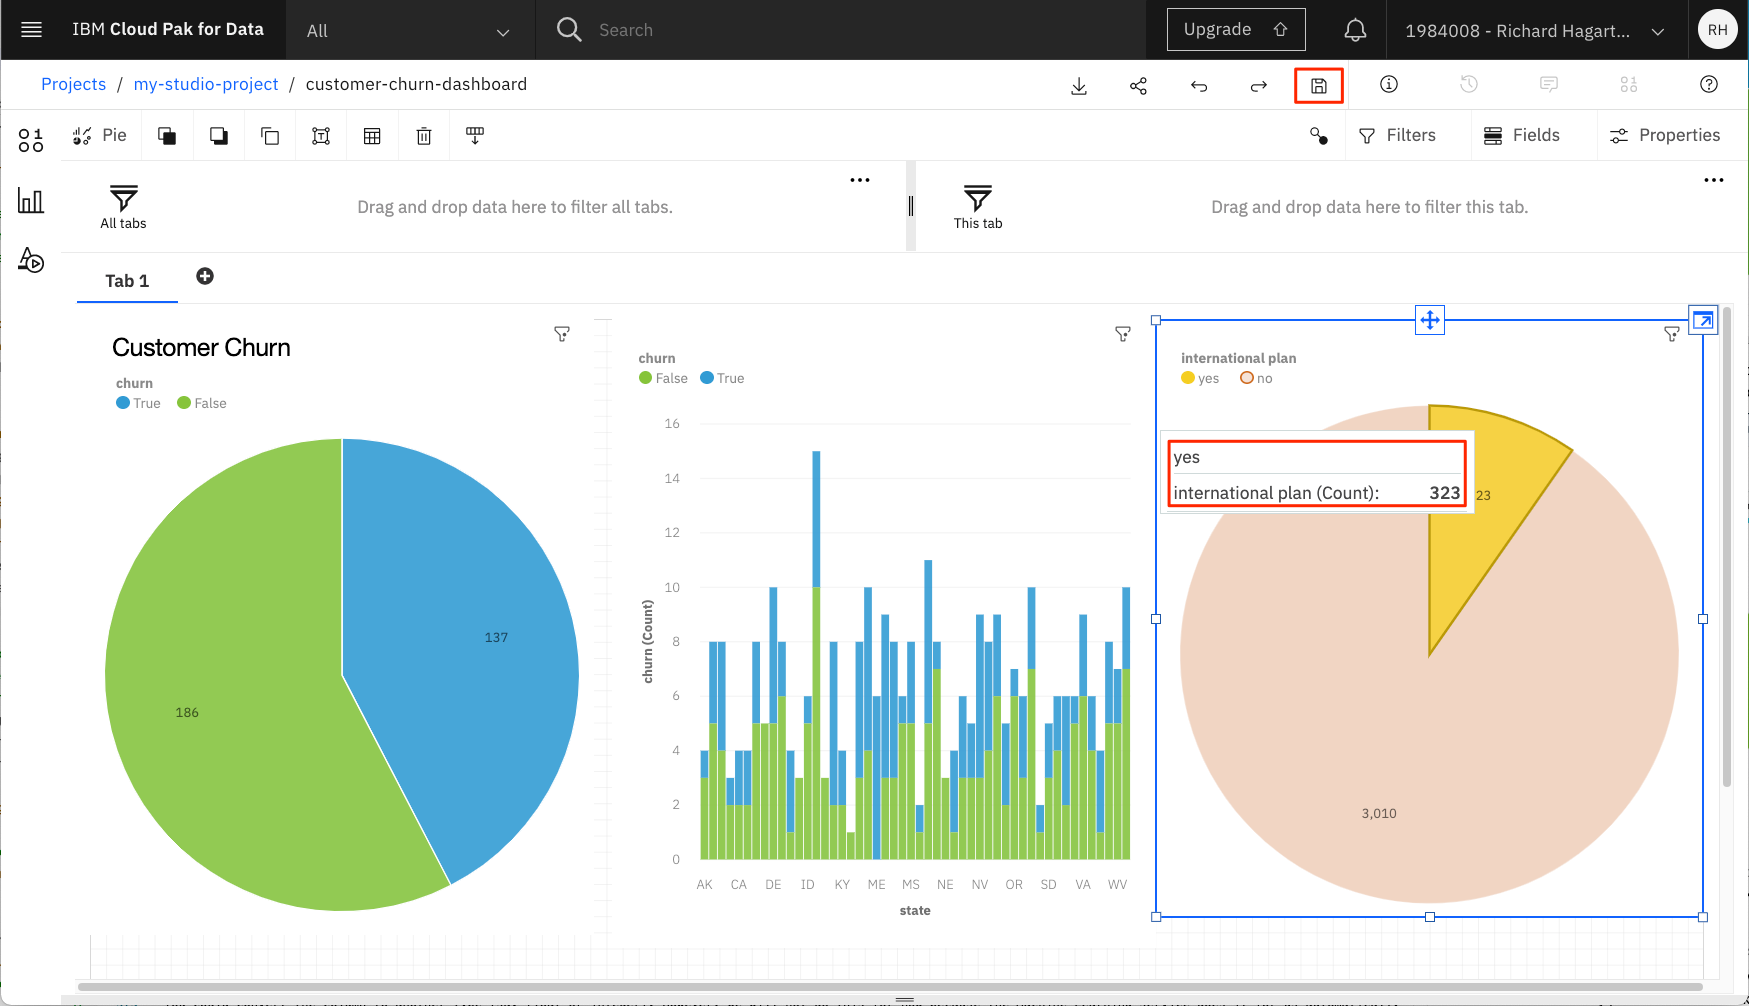 IBM Cloud Pak for Data
All
Search
Upgrade
1984008 - Richard Hagart...
RH
Projects / my-studio-project / customer-churn-dashboard
Pie
Filters
Fields
Properties
All tabs
Drag and drop data here to filter all tabs.
This tab
Drag and drop data here to filter this tab.
Tab 1
Customer Churn
churn
True False
137
186
churn
False True
16
14
12
10
8
6
4
2
0
churn (Count)
AK CA DE ID KY ME MS NE NV OR SD VA WV
state
international plan
yes no
yes
international plan (Count): 323
23
3,010